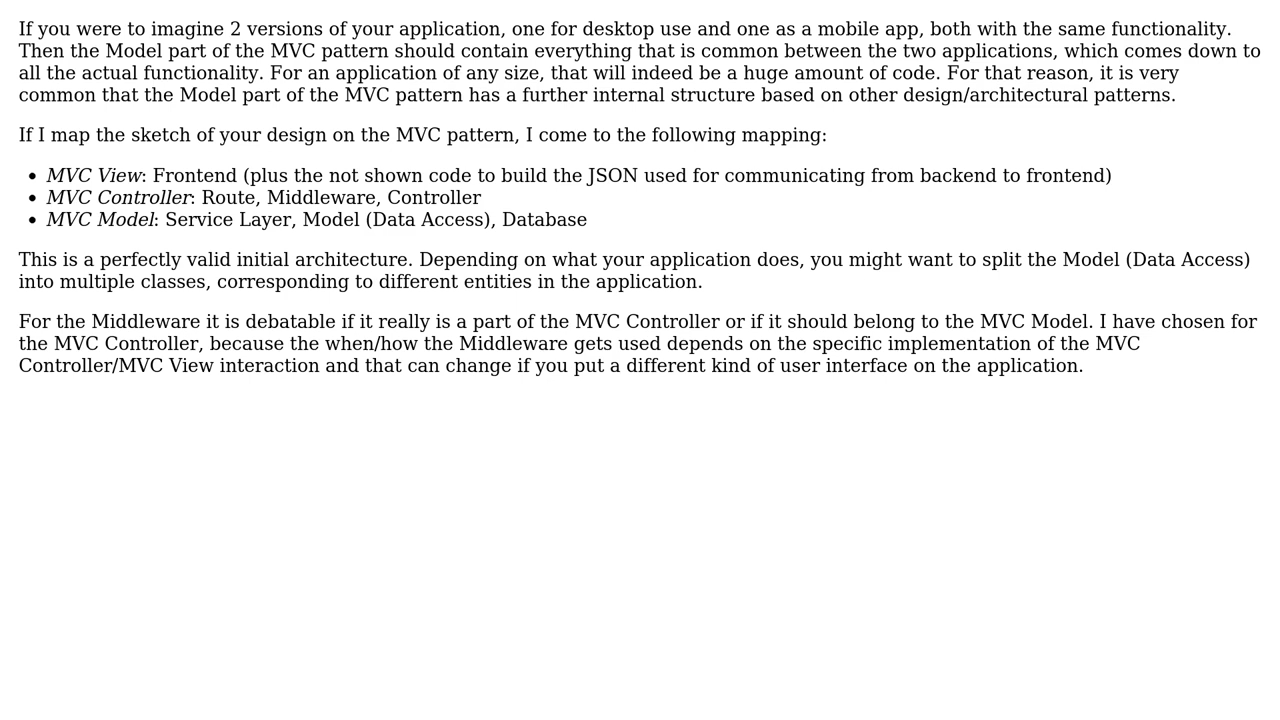 If you were to imagine 2 versions of your application, one for desktop use and one as a mobile app, both with the same functionality.
Then the Model part of the MVC pattern should contain everything that is common between the two applications, which comes down to
all the actual functionality. For an application of any size, that will indeed be a huge amount of code. For that reason, it is very
common that the Model part of the MVC pattern has a further internal structure based on other design/architectural patterns.
If I map the sketch of your design on the MVC pattern, I come to the following mapping:
• MVC View: Frontend (plus the not shown code to build the JSON used for communicating from backend to frontend)
• MVC Controller: Route, Middleware, Controller
• MVC Model: Service Layer, Model (Data Access), Database
This is a perfectly valid initial architecture. Depending on what your application does, you might want to split the Model (Data Access)
into multiple classes, corresponding to different entities in the application.
For the Middleware it is debatable if it really is a part of the MVC Controller or if it should belong to the MVC Model. I have chosen for
the MVC Controller, because the when/how the Middleware gets used depends on the specific implementation of the MVC
Controller/MVC View interaction and that can change if you put a different kind of user interface on the application.